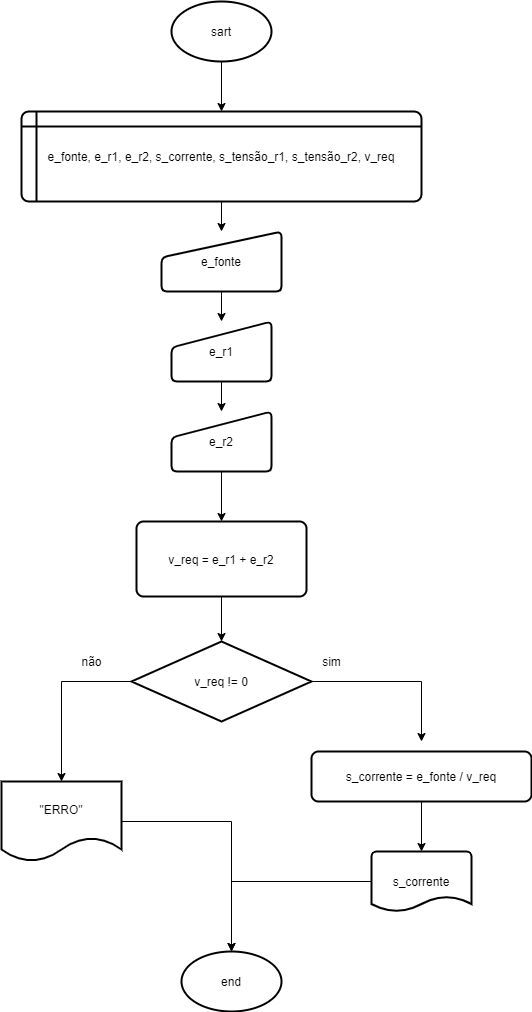 sart
e_fonte, e_r1, e_r2, s_corrente, s_tensão_r1, s_tensão_r2, v_req
e_fonte
e_r1
e_r2
v_req = e_r1 + e_r2
não
sim
v_req != 0
s_corrente = e_fonte / v_req
"ERRO"
s_corrente
end